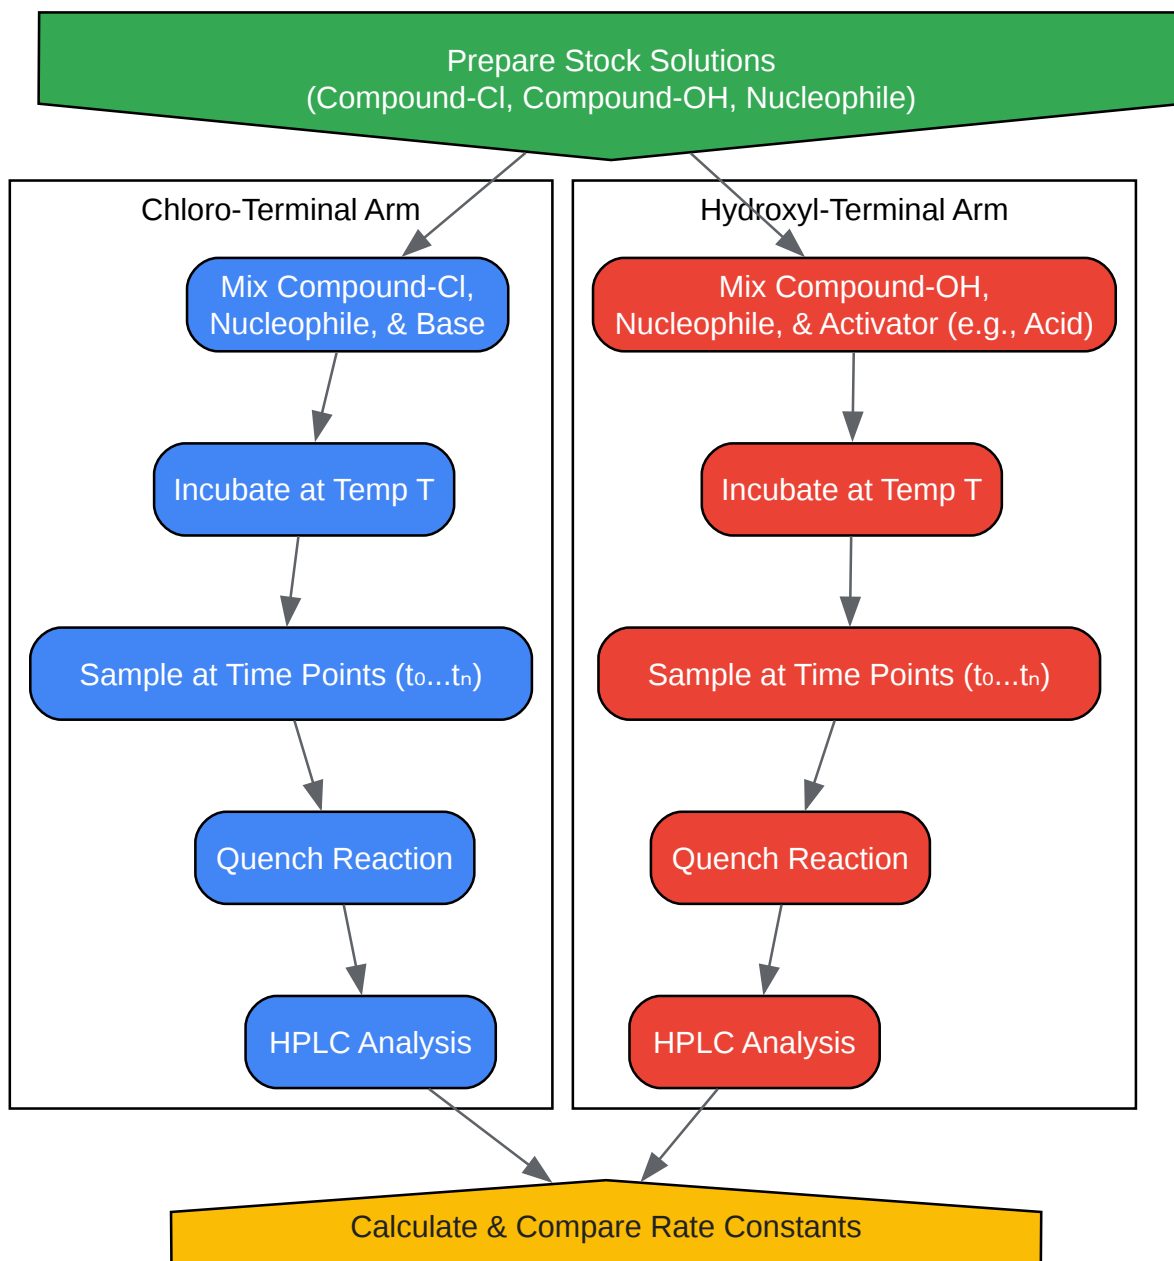 Prepare Stock Solutions
(Compound-Cl, Compound-OH, Nucleophile)
Chloro-Terminal Arm
Mix Compound-Cl,
Nucleophile, & Base
Incubate at Temp T
Sample at Time Points (t₀...tₙ)
Quench Reaction
HPLC Analysis
Hydroxyl-Terminal Arm
Mix Compound-OH,
Nucleophile, & Activator (e.g., Acid)
Incubate at Temp T
Sample at Time Points (t₀...tₙ)
Quench Reaction
HPLC Analysis
Calculate & Compare Rate Constants